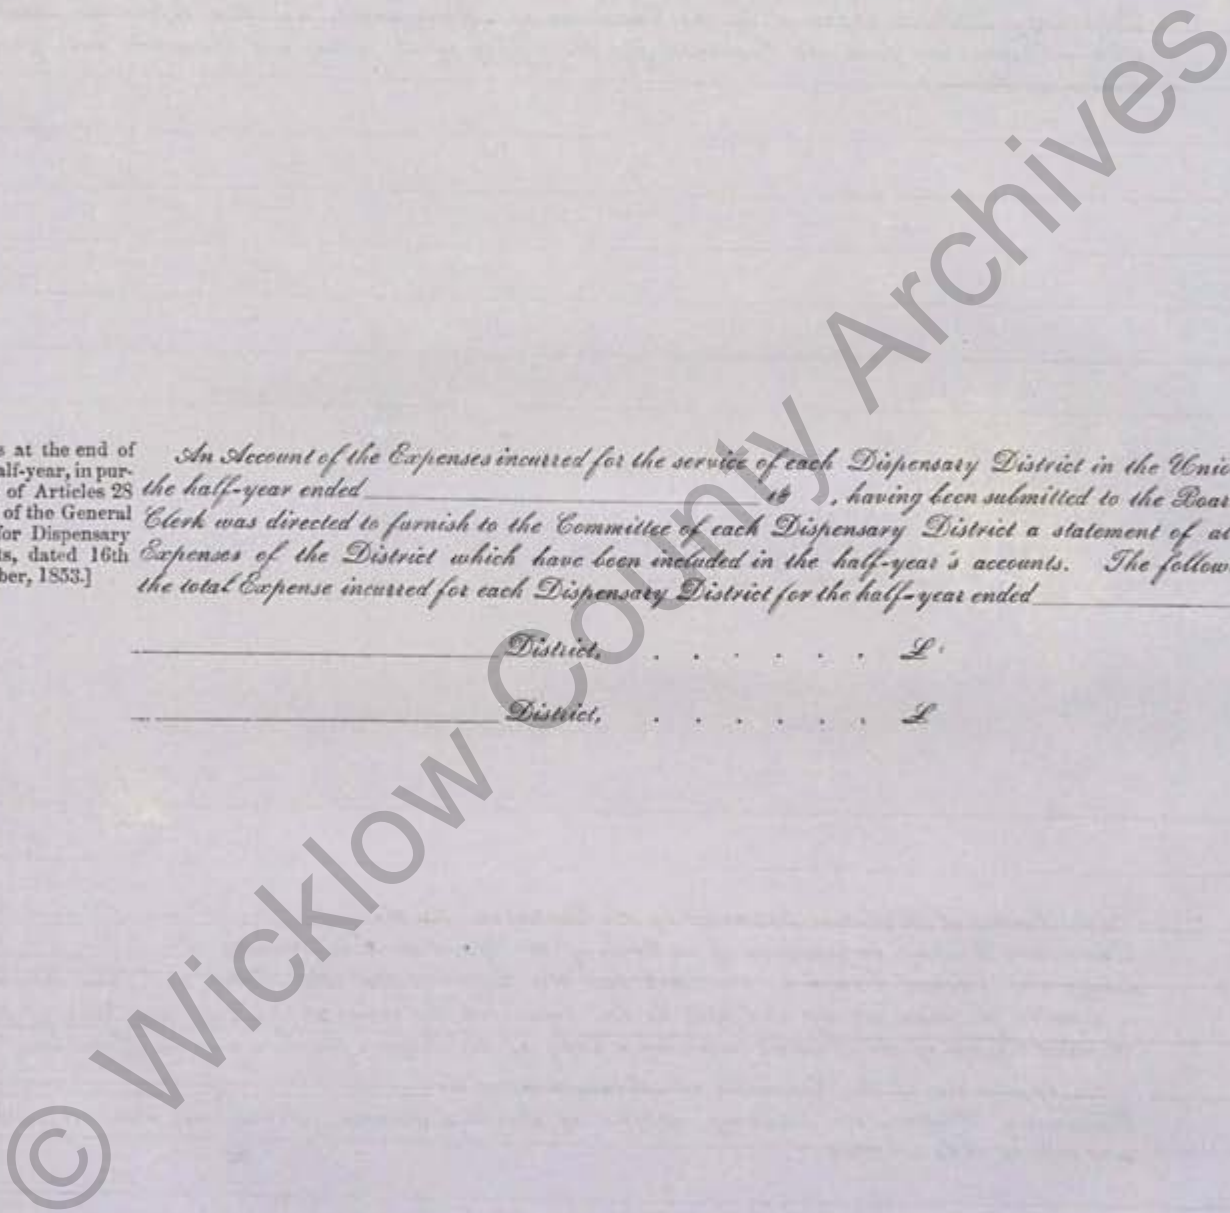 s at the end of
alf-year, in pur-
of Articles 28
of the General
for Dispensary
ts, dated 16th
ber, 1853.]
An Account of the Expenses incurred for the service of each Dispensary District in the Unio
the half-year ended 18 , having been submitted to the Boar
Clerk was directed to furnish to the Committee of each Dispensary District a statement of al
Expenses of the District which have been included in the half-year's accounts. The follow
the total Expense incurred for each Dispensary District for the half-year ended
District, . . . . . . £
District, . . . . . . £
© Wicklow County Archives